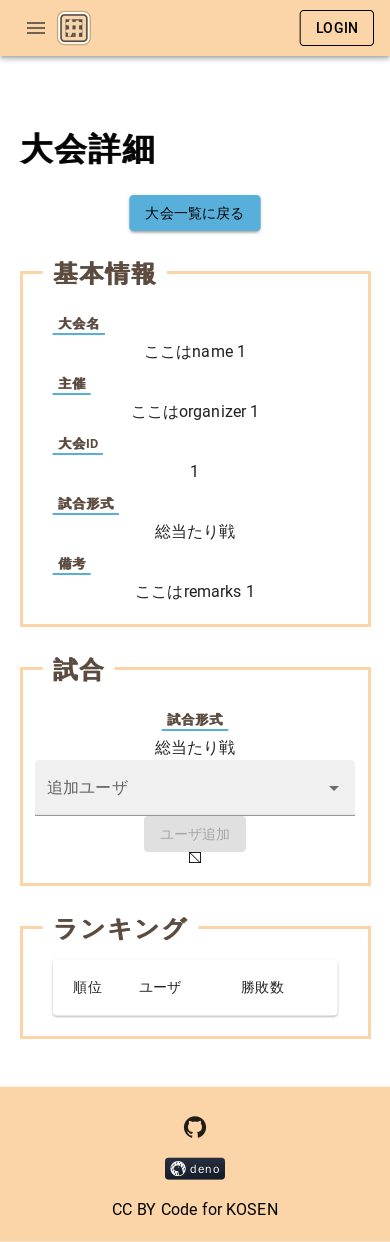 LOGIN
大会詳細
大会一覧に戻る
基本情報
大会名
ここはname 1
主催
ここはorganizer 1
大会ID
1
試合形式
総当たり戦
備考
ここはremarks 1
試合
試合形式
総当たり戦
追加ユーザ
ユーザ追加
ランキング
順位 ユーザ 勝敗数
deno
CC BY Code for KOSEN